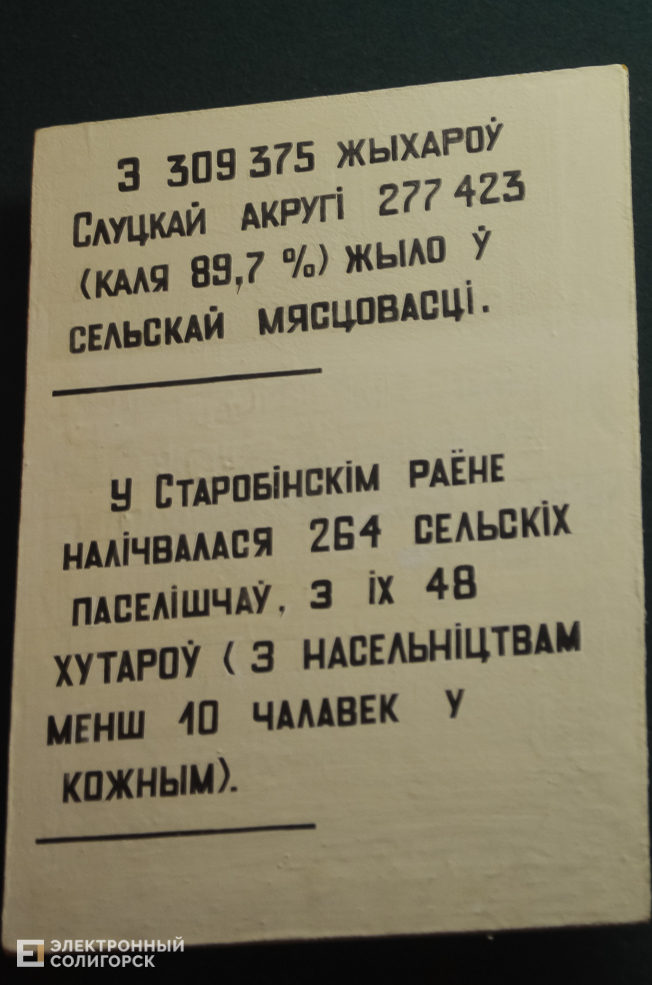 З 309 375 жыхароў
Слуцкай акругі 277 423
(каля 89,7 %) жыло ў
сельскай мясцовасці.
У Старобінскім раёне
налічвалася 264 сельскіх
паселішчаў, з іх 48
хутароў (з насельніцтвам
менш 10 чалавек у
кожным).
ЭЛЕКТРОННЫЙ
СОЛИГОРСК